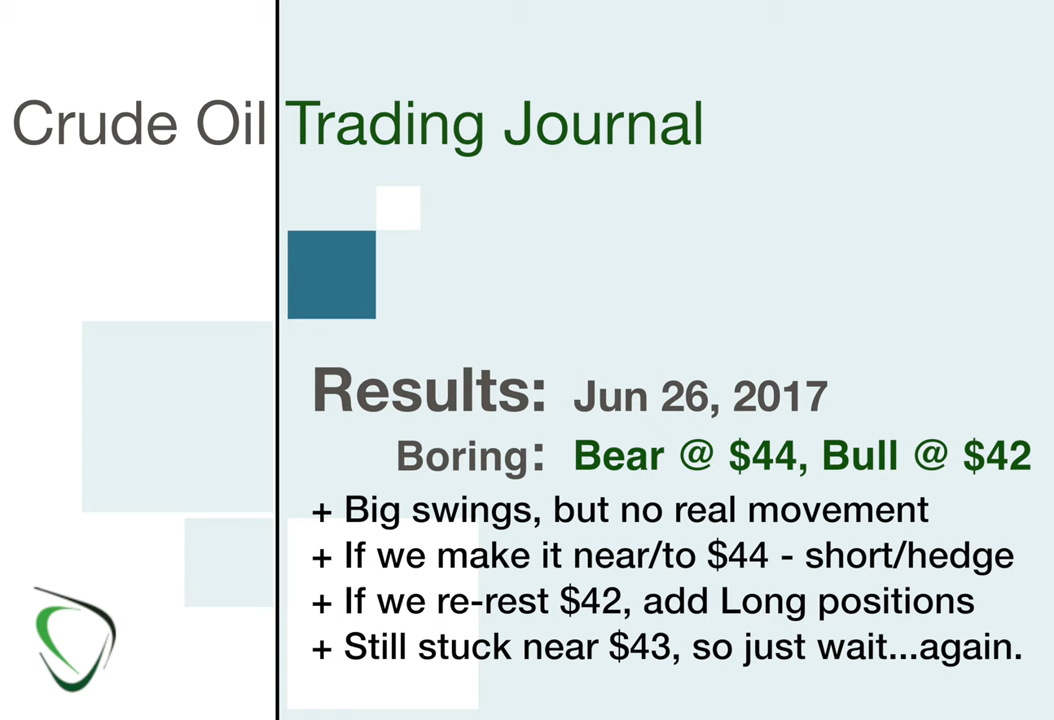 Crude Oil Trading Journal
Results: Jun 26, 2017
Boring: Bear @ $44, Bull @ $42
+ Big swings, but no real movement
+ If we make it near/to $44 - short/hedge
+ If we re-rest $42, add Long positions
+ Still stuck near $43, so just wait...again.